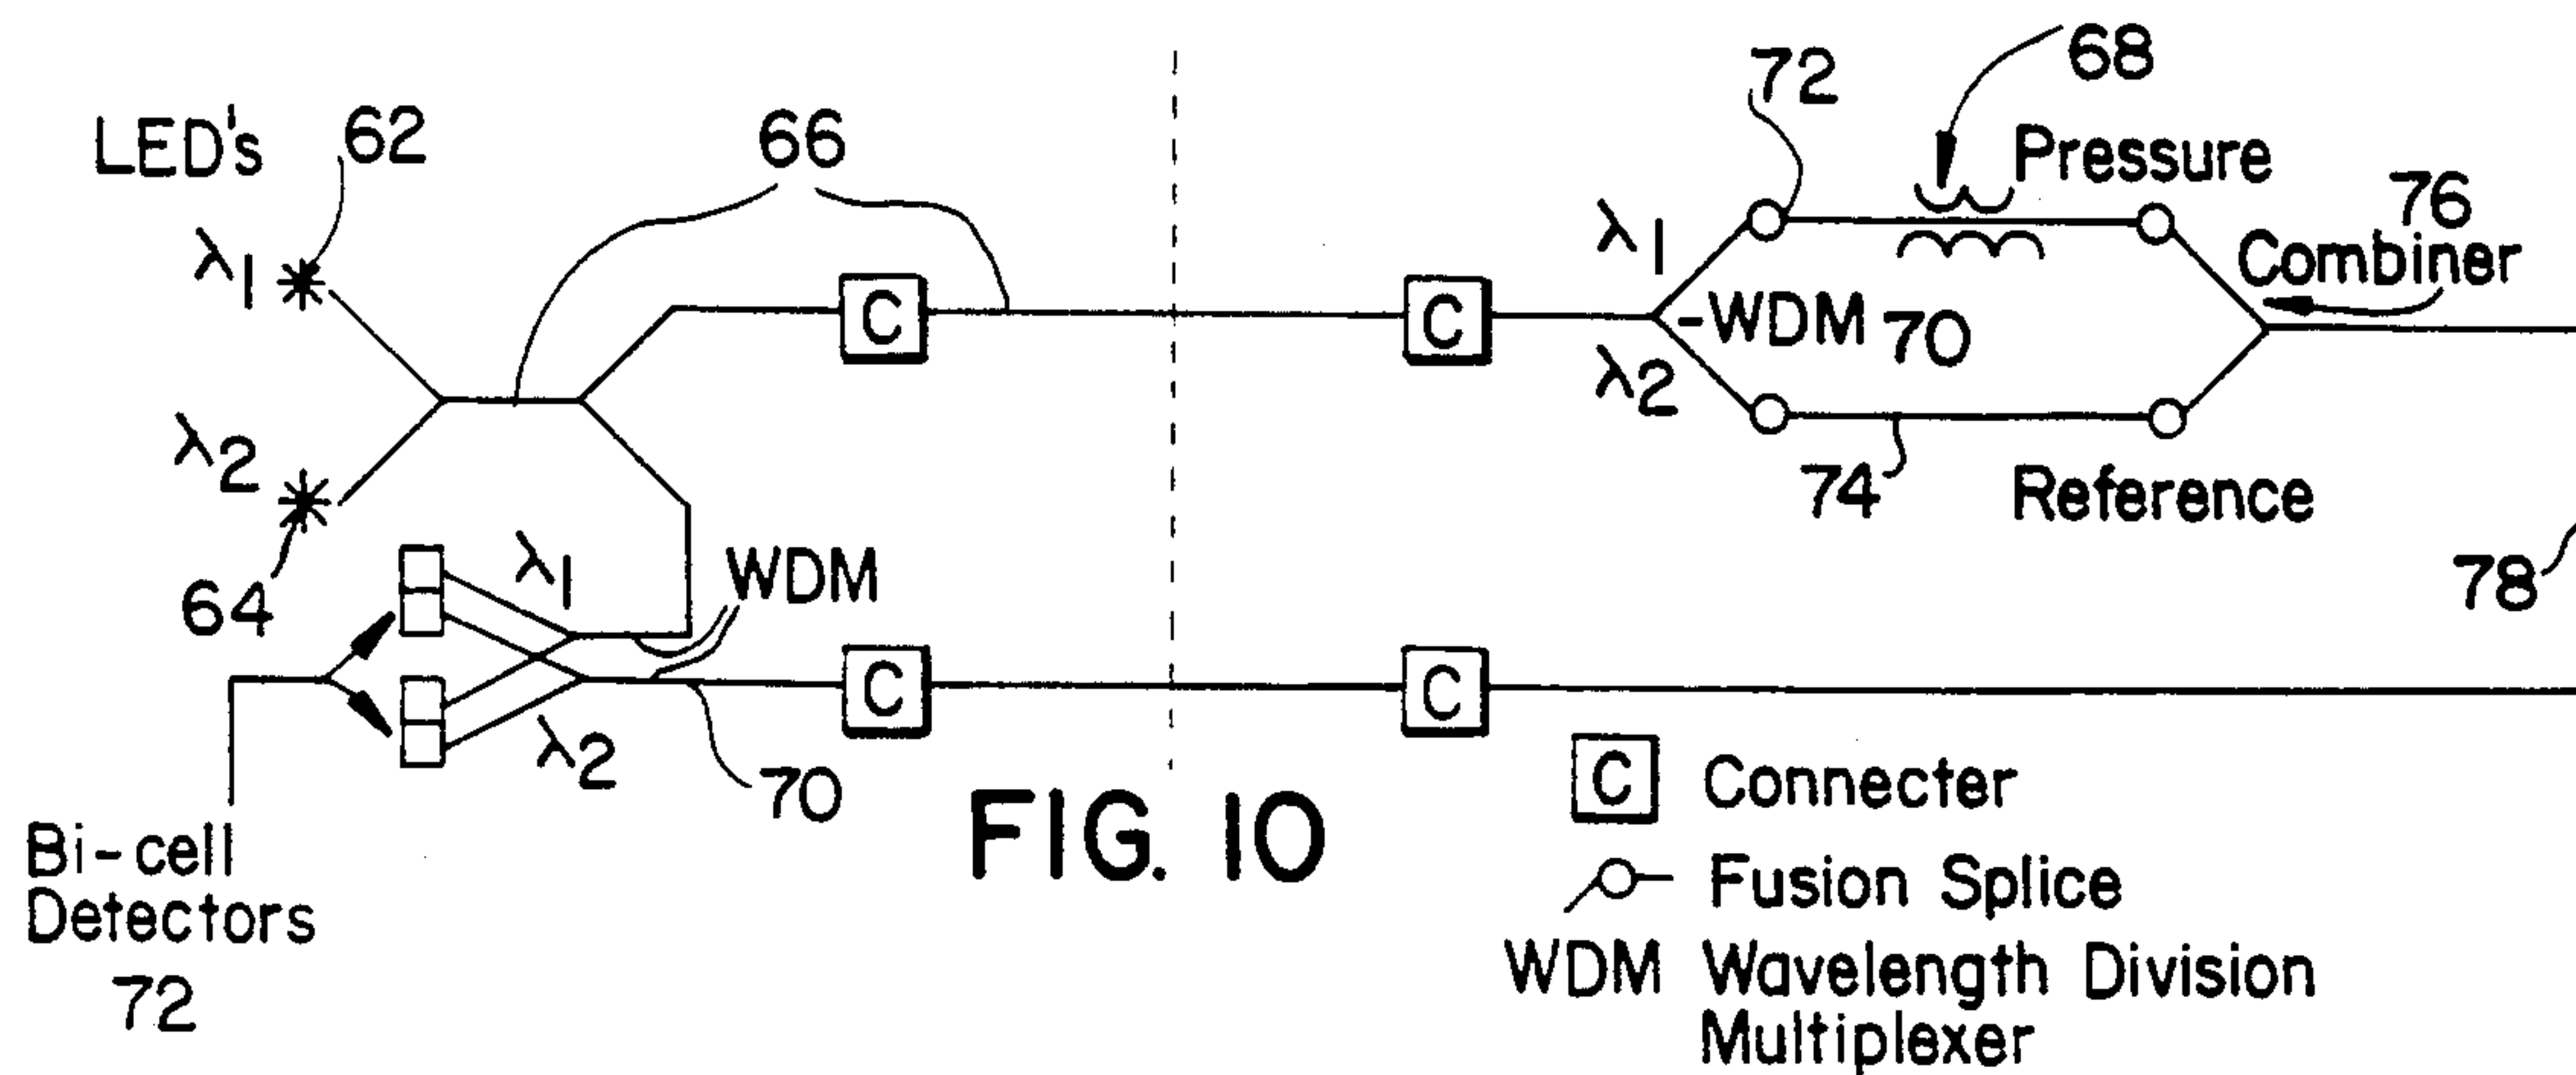 LED's 62
66
72
68
Pressure
76
Combiner
λ1
C
C
λ1
-WDM 70
λ2
λ2
74
Reference
78
64
λ1
WDM
C
C
λ2
70
Bi-cell
Detectors
72
FIG. 10
C Connecter
Fusion Splice
WDM Wavelength Division
Multiplexer